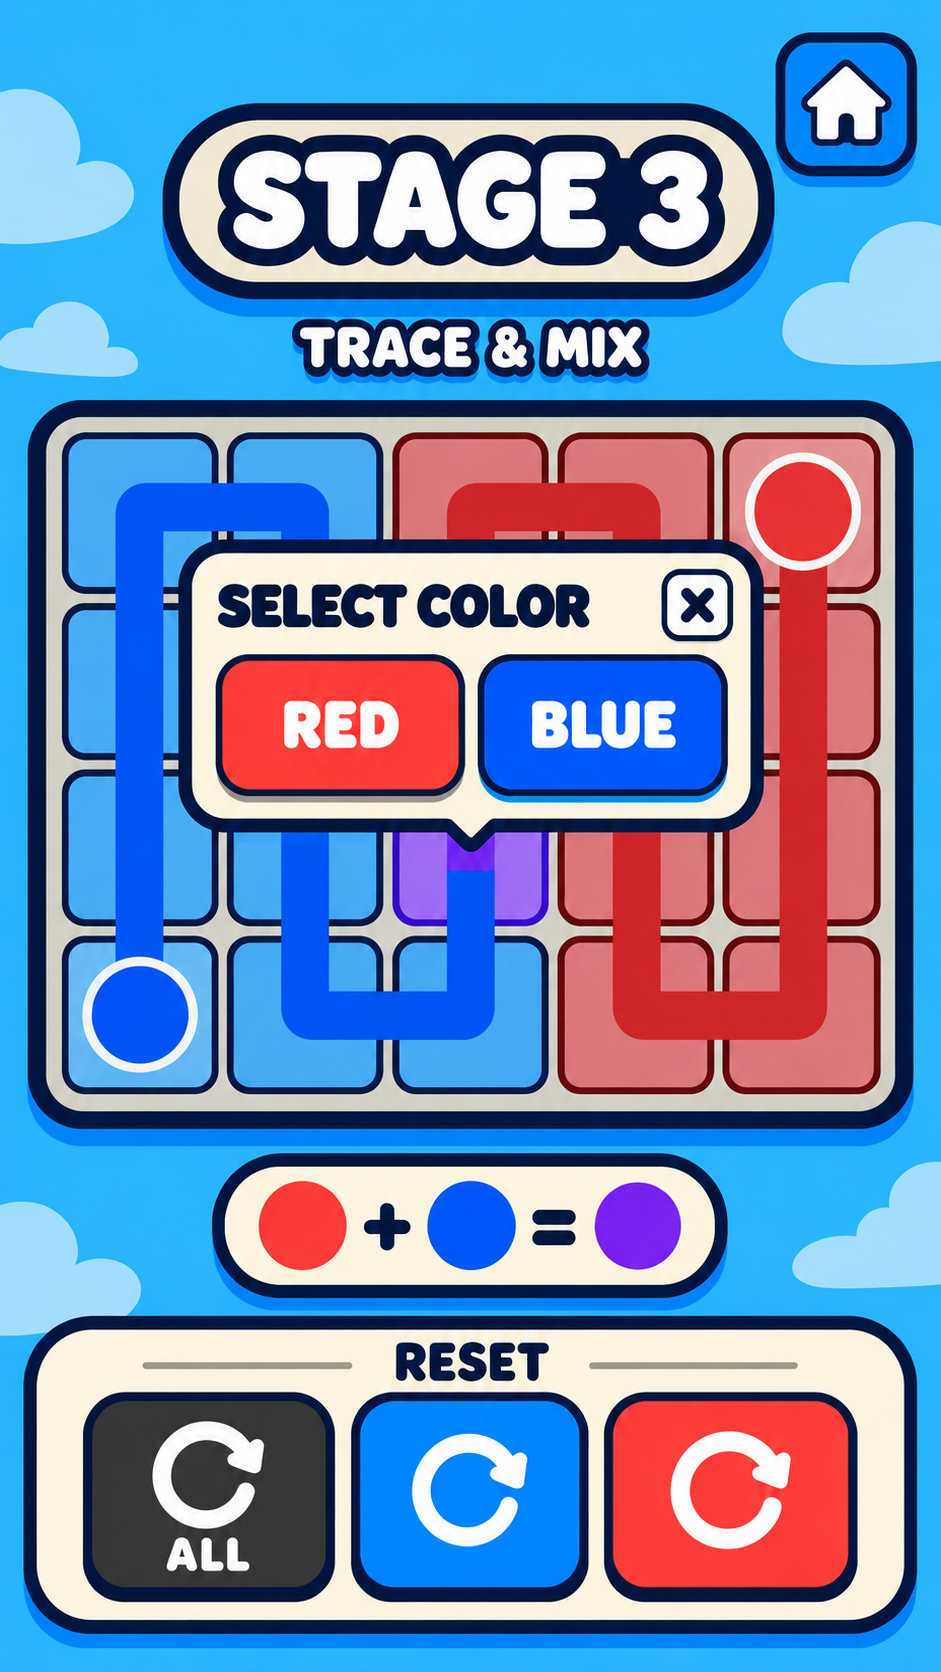 STAGE 3
TRACE & MIX
SELECT COLOR X
RED BLUE
+ =
RESET
ALL